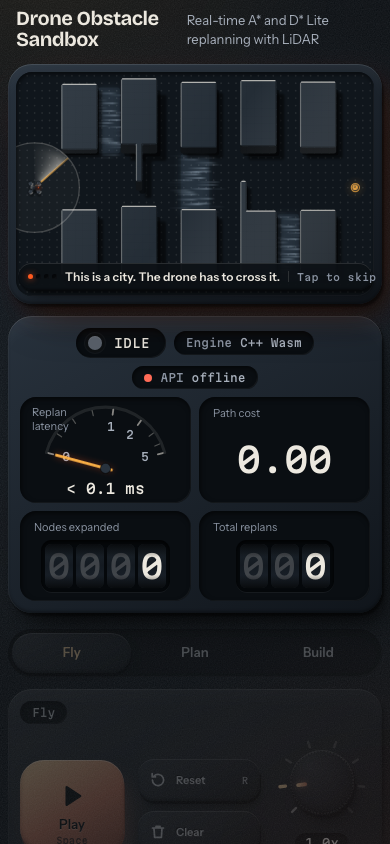 Drone Obstacle
Sandbox
Real-time A* and D* Lite
replanning with LiDAR
This is a city. The drone has to cross it.
Tap to skip
IDLE
Engine C++ Wasm
API offline
Replan
latency
0
1
2
5
< 0.1 ms
Path cost
0.00
Nodes expanded
0000
Total replans
000
Fly
Plan
Build
Fly
Play
Space
Reset
R
Clear
1.0x